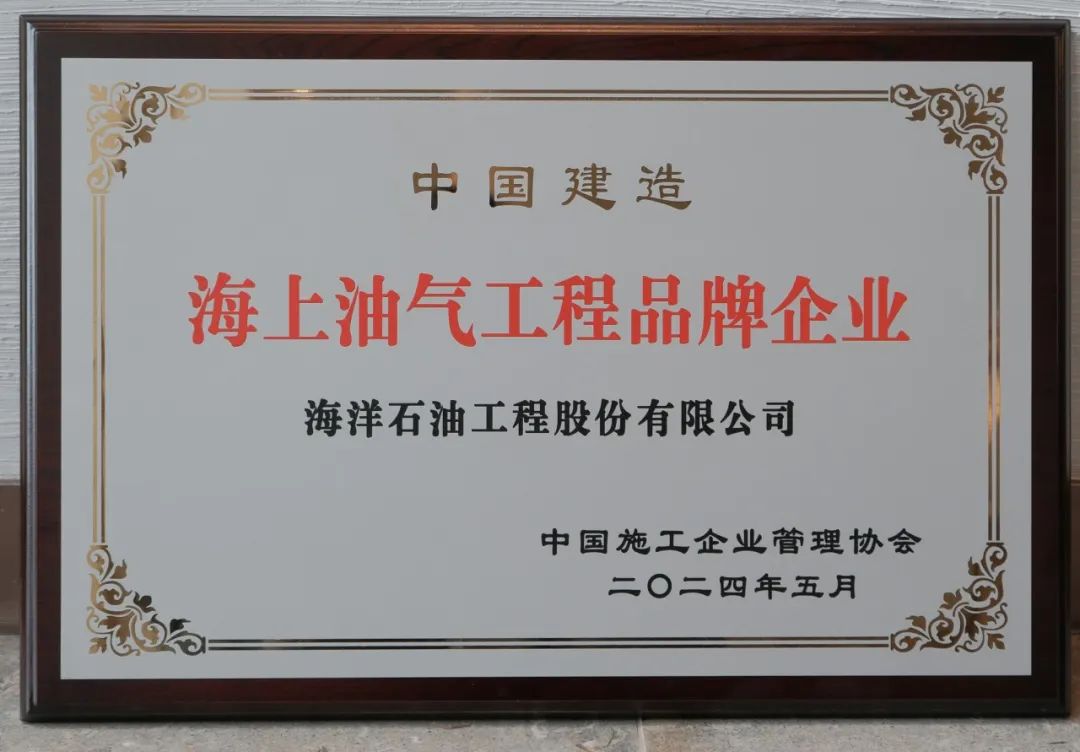 中国建造
海上油气工程品牌企业
海洋石油工程股份有限公司
中国施工企业管理协会
二〇二四年五月